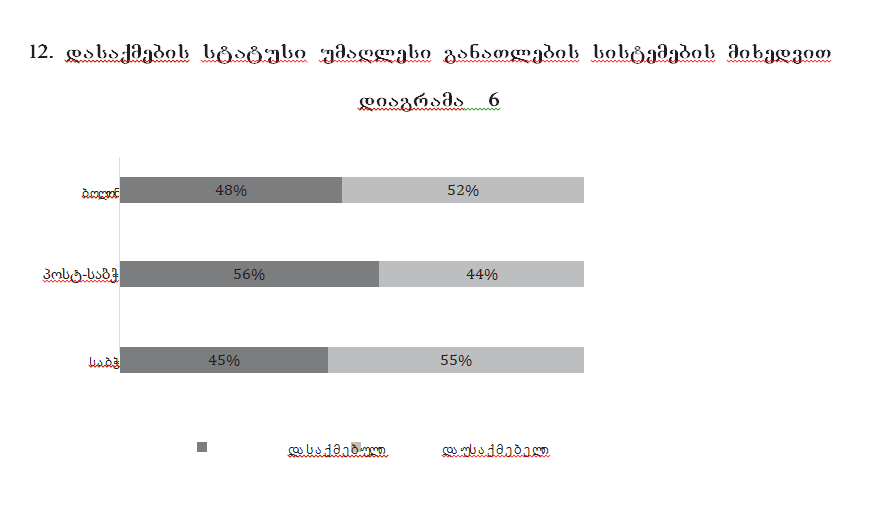 12. დასაქმების სტატუსი უმაღლესი განათლების სისტემების მიხედვით
დიაგრამა 6
48% 52%
პოსტ-საბჭ 56% 44%
საბჭ 45% 55%
დასაქმებული დაუსაქმებელი